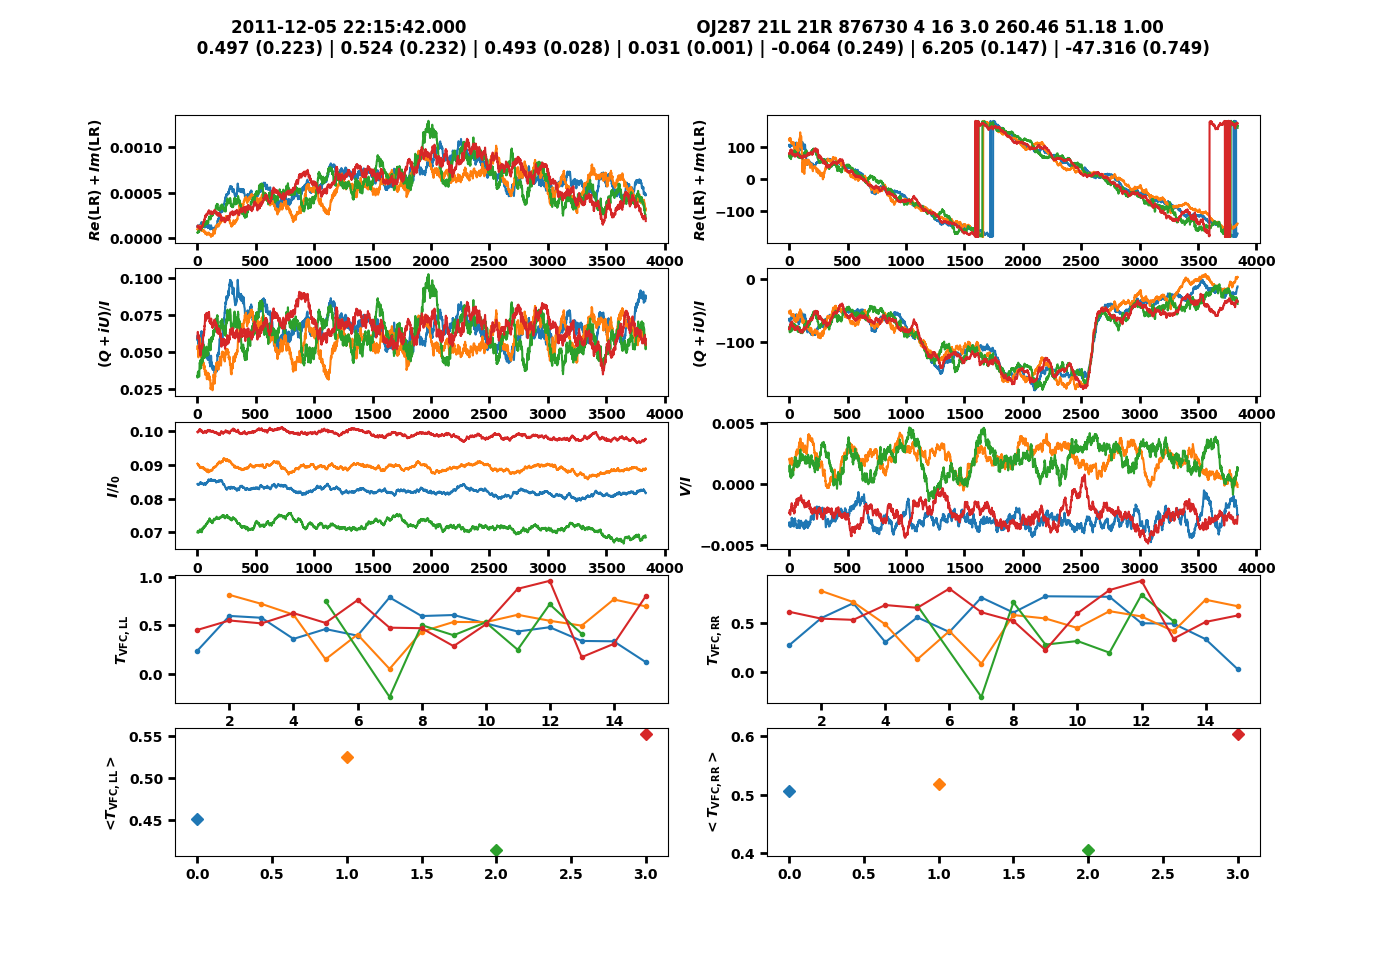 2011-12-05 22:15:42.000 OJ287 21L 21R 876730 4 16 3.0 260.46 51.18 1.00
0.497 (0.223) | 0.524 (0.232) | 0.493 (0.028) | 0.031 (0.001) | -0.064 (0.249) | 6.205 (0.147) | -47.316 (0.749)
Re(LR) + Im(LR)
0.0010
0.0005
0.0000
0 500 1000 1500 2000 2500 3000 3500 4000
Re(LR) + Im(LR)
100
0
−100
0 500 1000 1500 2000 2500 3000 3500 4000
(Q + iU)/I
0.100
0.075
0.050
0.025
0 500 1000 1500 2000 2500 3000 3500 4000
(Q + iU)/I
0
−100
0 500 1000 1500 2000 2500 3000 3500 4000
I/I0
0.10
0.09
0.08
0.07
0 500 1000 1500 2000 2500 3000 3500 4000
V/I
0.005
0.000
−0.005
0 500 1000 1500 2000 2500 3000 3500 4000
TVFC, LL
1.0
0.5
0.0
2 4 6 8 10 12 14
TVFC, RR
0.5
0.0
2 4 6 8 10 12 14
<TVFC, LL >
0.55
0.50
0.45
0.0 0.5 1.0 1.5 2.0 2.5 3.0
< TVFC, RR >
0.6
0.5
0.4
0.0 0.5 1.0 1.5 2.0 2.5 3.0